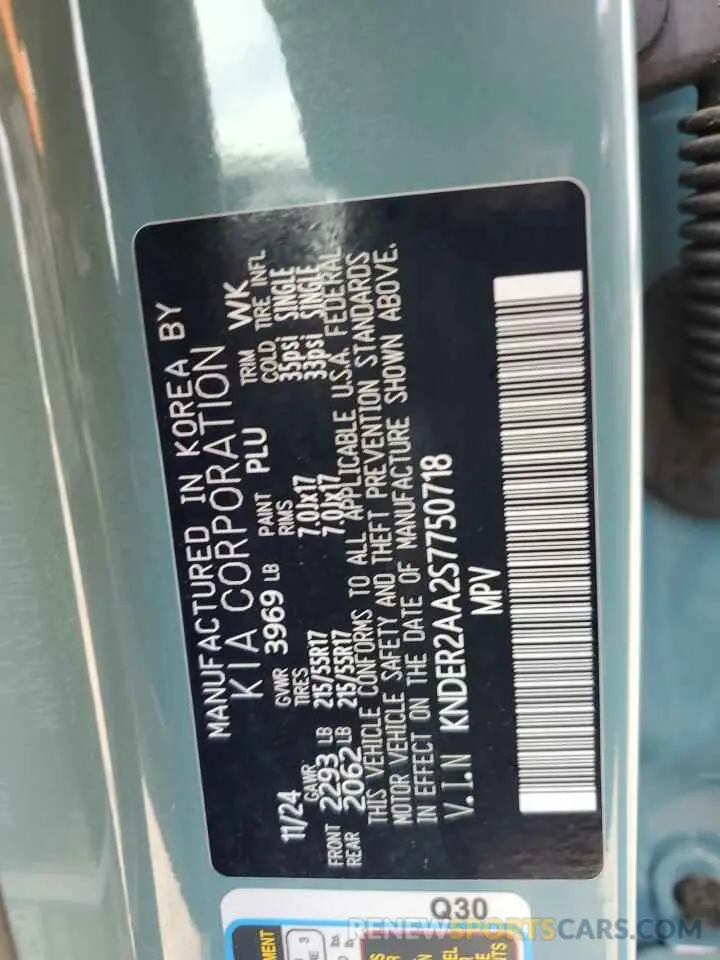 MANUFACTURED IN KOREA BY
KIA CORPORATION
11/24 GVWR 3969 LB PAINT PLU TRIM WK
GAWR TIRES RIMS COLD TIRE INFL
FRONT 2293 LB 215/55R17 7.0Jx17 35psi SINGLE
REAR 2062 LB 215/55R17 7.0Jx17 33psi SINGLE
THIS VEHICLE CONFORMS TO ALL APPLICABLE U.S.A. FEDERAL
MOTOR VEHICLE SAFETY AND THEFT PREVENTION STANDARDS
IN EFFECT ON THE DATE OF MANUFACTURE SHOWN ABOVE.
V.I.N KNDER2AA2S7750718
MPV
Q30
RENEWSPORTSCARS.COM